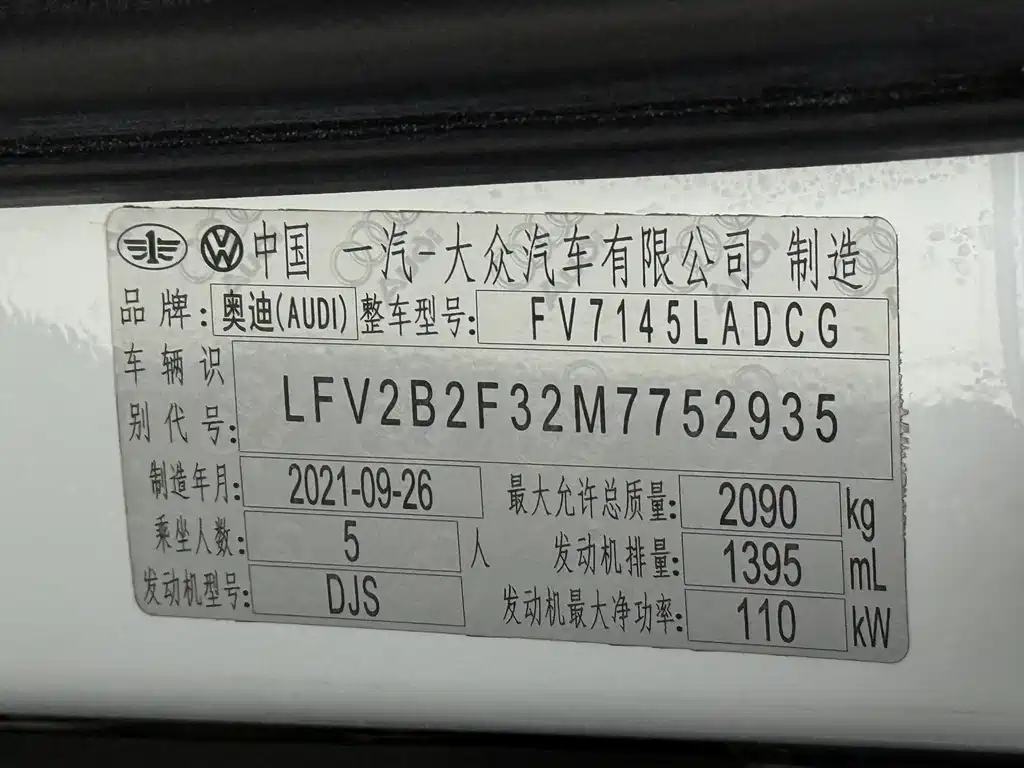 中国 一汽-大众汽车有限公司 制造
品牌: 奥迪(AUDI) 整车型号: FV7145LADCG
车辆识别代号: LFV2B2F32M7752935
制造年月: 2021-09-26 最大允许总质量: 2090 kg
乘坐人数: 5 人 发动机排量: 1395 mL
发动机型号: DJS 发动机最大净功率: 110 kW